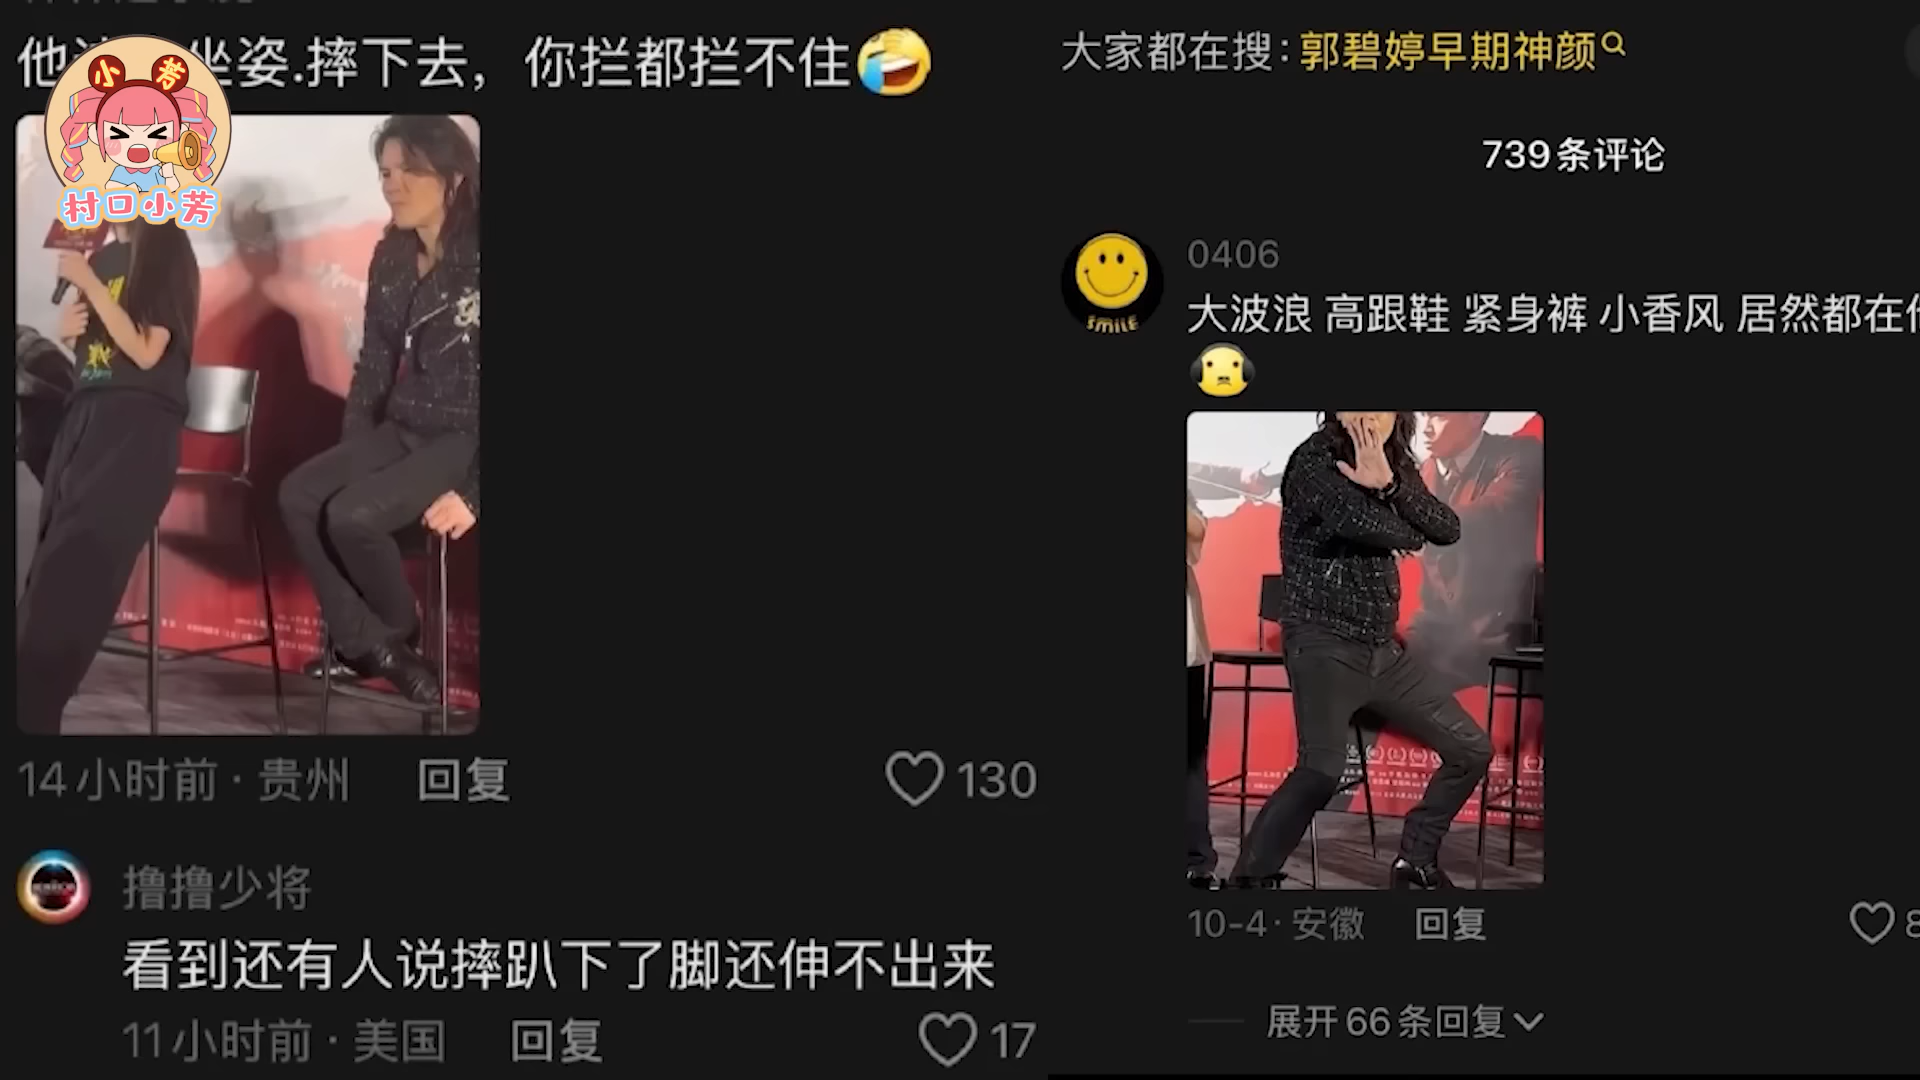 他 坐姿.摔下去， 你拦都拦不住
小芳
村口小芳
14小时前·贵州 回复 130
撸撸少将
看到还有人说摔趴下了脚还伸不出来
11小时前·美国 回复 17
大家都在搜：郭碧婷早期神颜
739条评论
0406
SMILE
大波浪 高跟鞋 紧身裤 小香风 居然都在
10-4·安徽 回复 8
展开66条回复